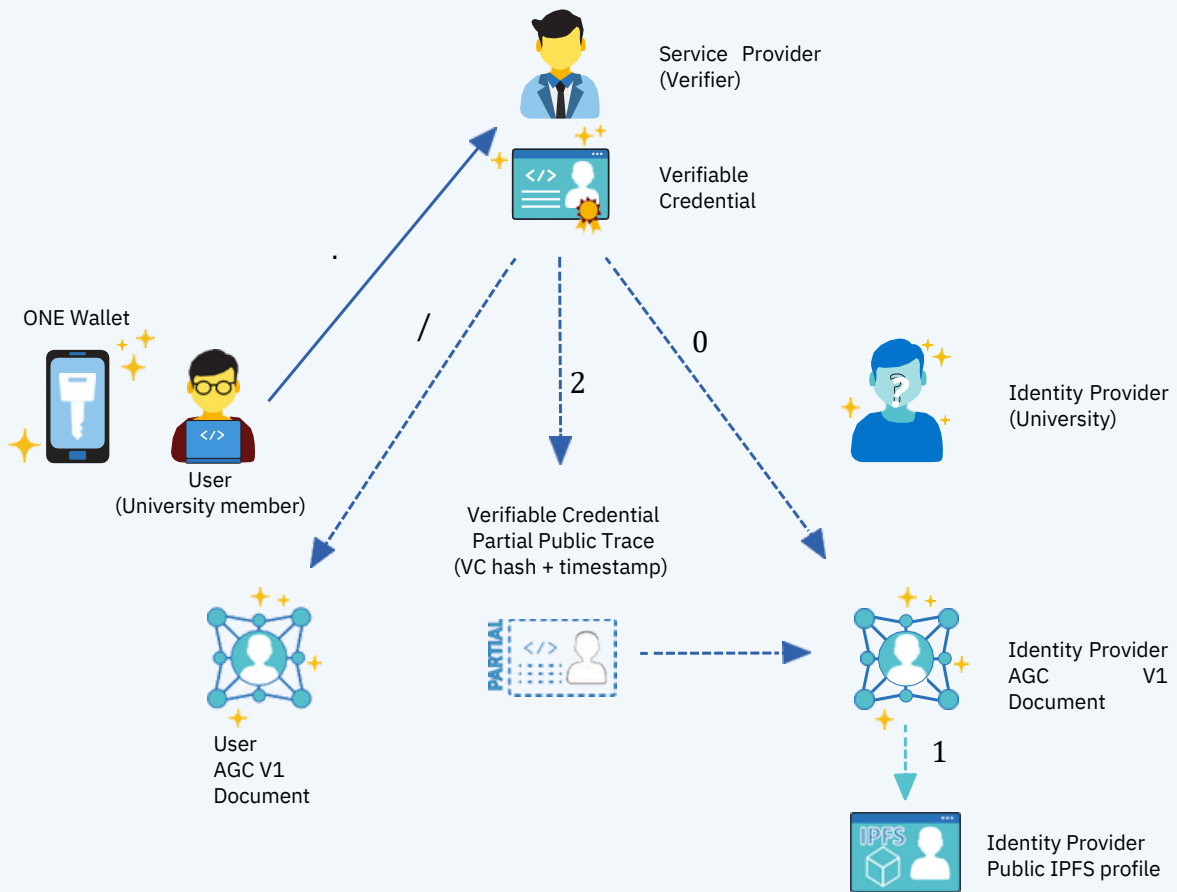 Service Provider
(Verifier)
</>
Verifiable
Credential
.
ONE Wallet
/
0
2
?
Identity Provider
(University)
</>
User
(University member)
Verifiable Credential
Partial Public Trace
(VC hash + timestamp)
PARTIAL
</>
Identity Provider
AGC V1
Document
User
AGC V1
Document
1
IPFS
Identity Provider
Public IPFS profile